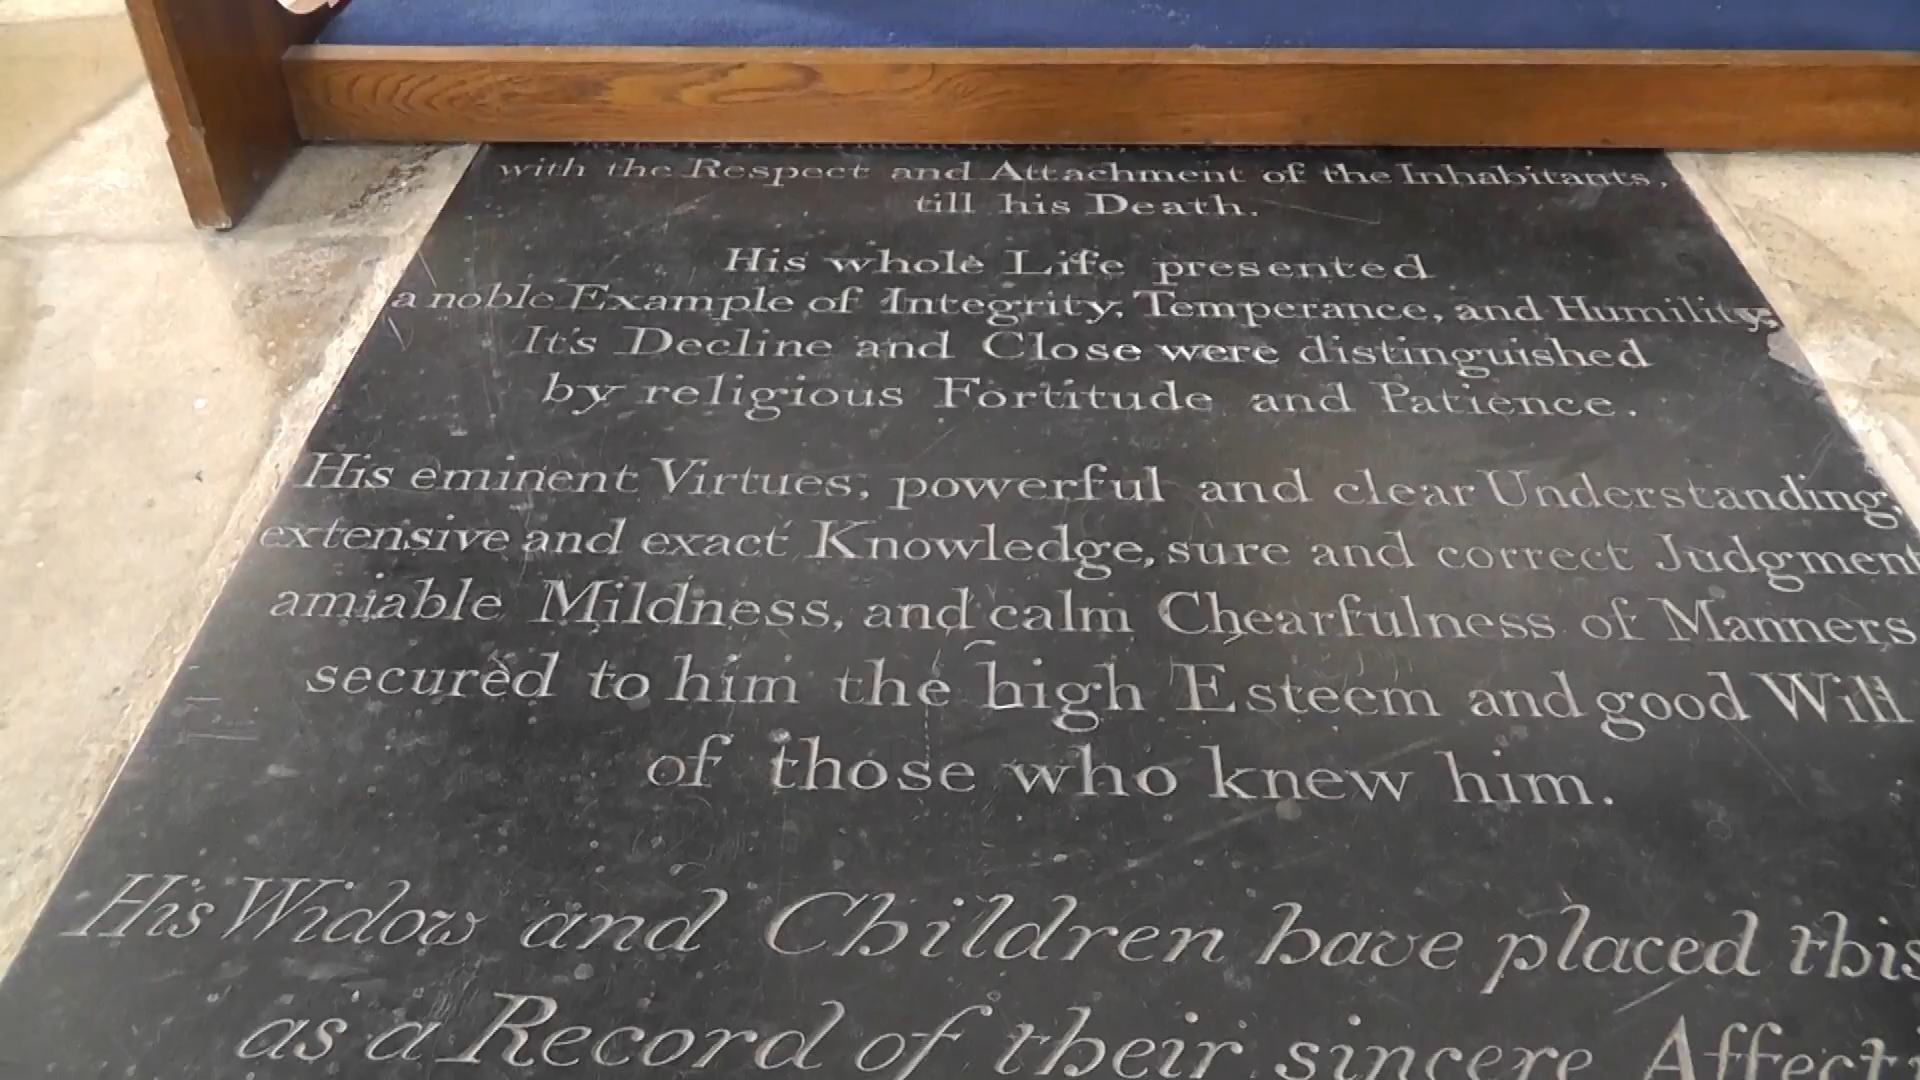 with the Respect and Attachment of the Inhabitants,
till his Death.
His whole Life presented
a noble Example of Integrity, Temperance, and Humility;
It's Decline and Close were distinguished
by religious Fortitude and Patience.
His eminent Virtues, powerful and clear Understanding,
extensive and exact Knowledge, sure and correct Judgment
amiable Mildness, and calm Chearfulness of Manners
secured to him the high Esteem and good Will
of those who knew him.
His Widow and Children have placed this
as a Record of their sincere Affect